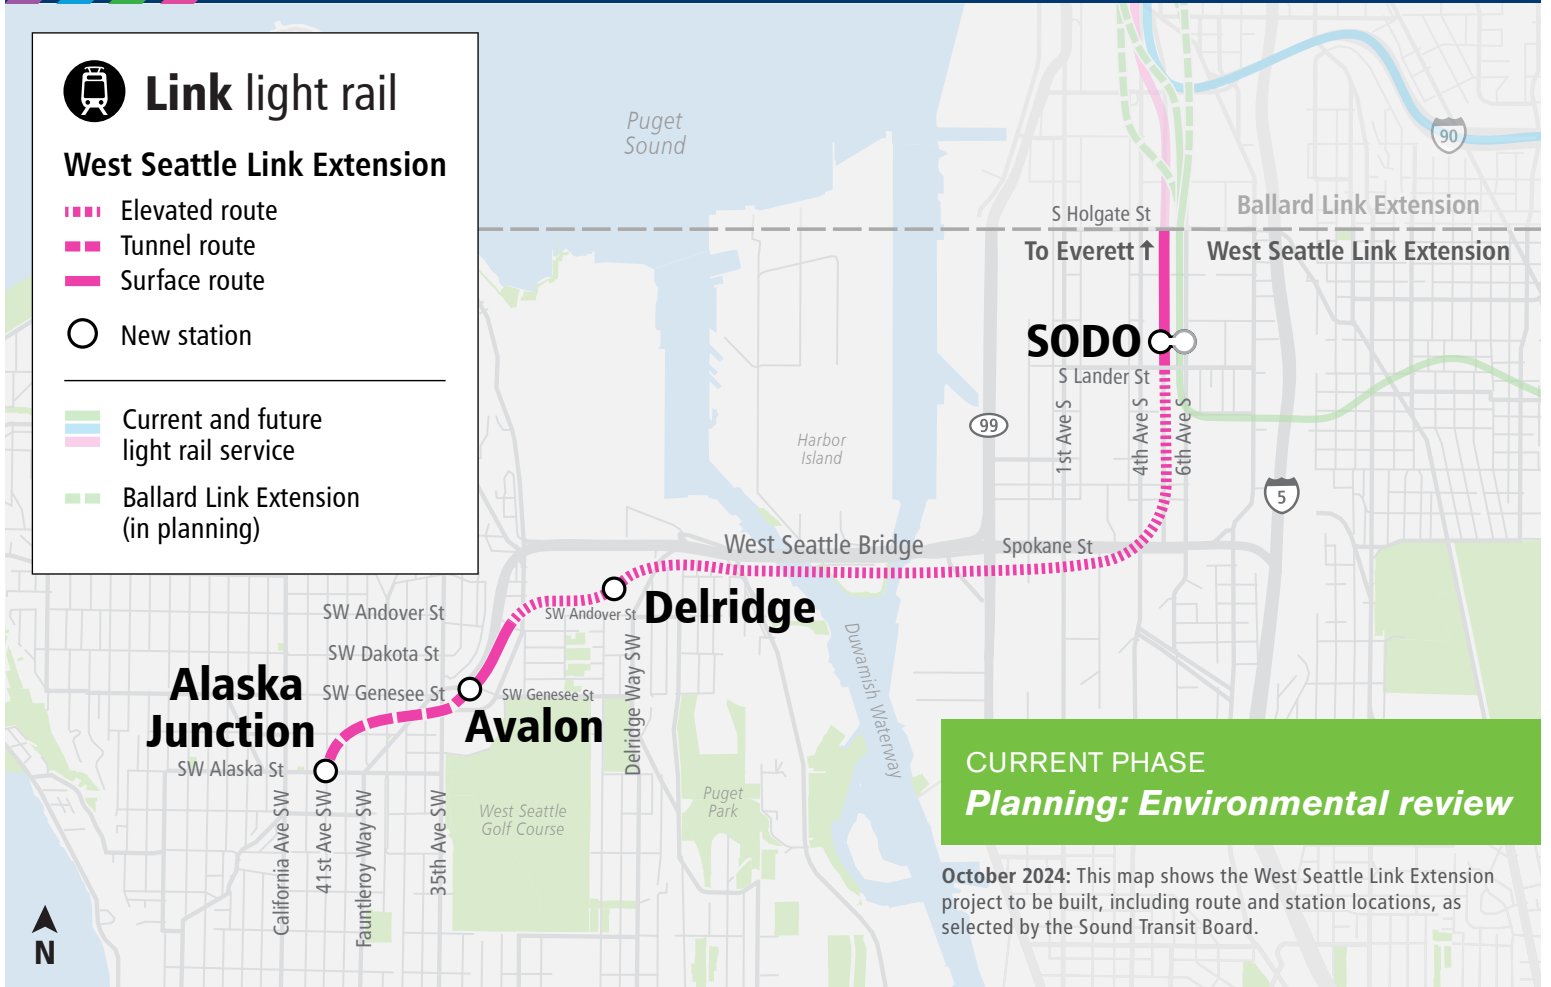 Link light rail
West Seattle Link Extension
Elevated route
Tunnel route
Surface route
New station
Current and future
light rail service
Ballard Link Extension
(in planning)
Puget
Sound
90
S Holgate St
Ballard Link Extension
To Everett
West Seattle Link Extension
SODO
S Lander St
99
1st Ave S
4th Ave S
6th Ave S
Harbor
Island
5
West Seattle Bridge
Spokane St
SW Andover St
SW Andover St
Delridge
SW Dakota St
Delridge Way SW
Duwamish Waterway
Alaska
Junction
SW Genesee St
SW Genesee St
Avalon
SW Alaska St
California Ave SW
41st Ave SW
Fauntleroy Way SW
35th Ave SW
West Seattle
Golf Course
Puget
Park
CURRENT PHASE
Planning: Environmental review
October 2024: This map shows the West Seattle Link Extension
project to be built, including route and station locations, as
selected by the Sound Transit Board.
N